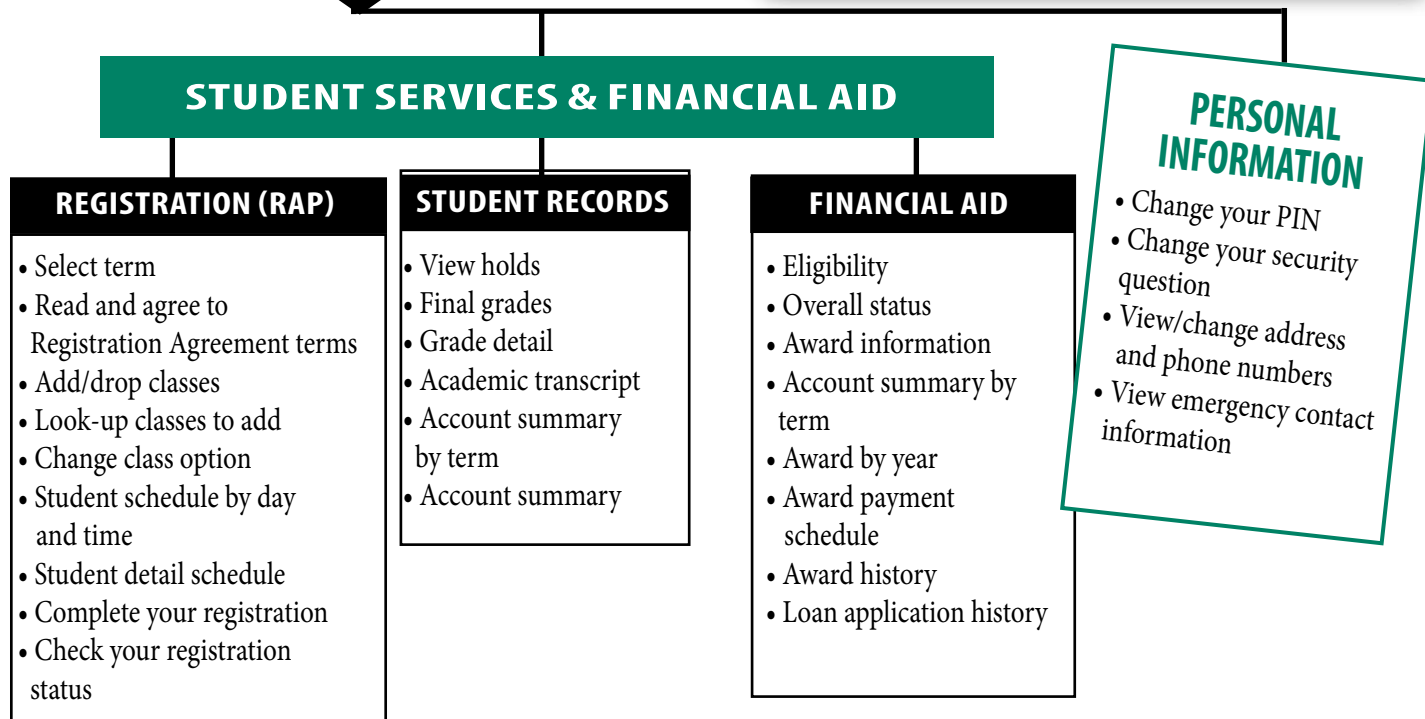 STUDENT SERVICES & FINANCIAL AID
REGISTRATION (RAP)
• Select term
• Read and agree to
Registration Agreement terms
• Add/drop classes
• Look-up classes to add
• Change class option
• Student schedule by day
and time
• Student detail schedule
• Complete your registration
• Check your registration
status
STUDENT RECORDS
• View holds
• Final grades
• Grade detail
• Academic transcript
• Account summary
by term
• Account summary
FINANCIAL AID
• Eligibility
• Overall status
• Award information
• Account summary by
term
• Award by year
• Award payment
schedule
• Award history
• Loan application history
PERSONAL
INFORMATION
• Change your PIN
• Change your security
question
• View/change address
and phone numbers
• View emergency contact
information